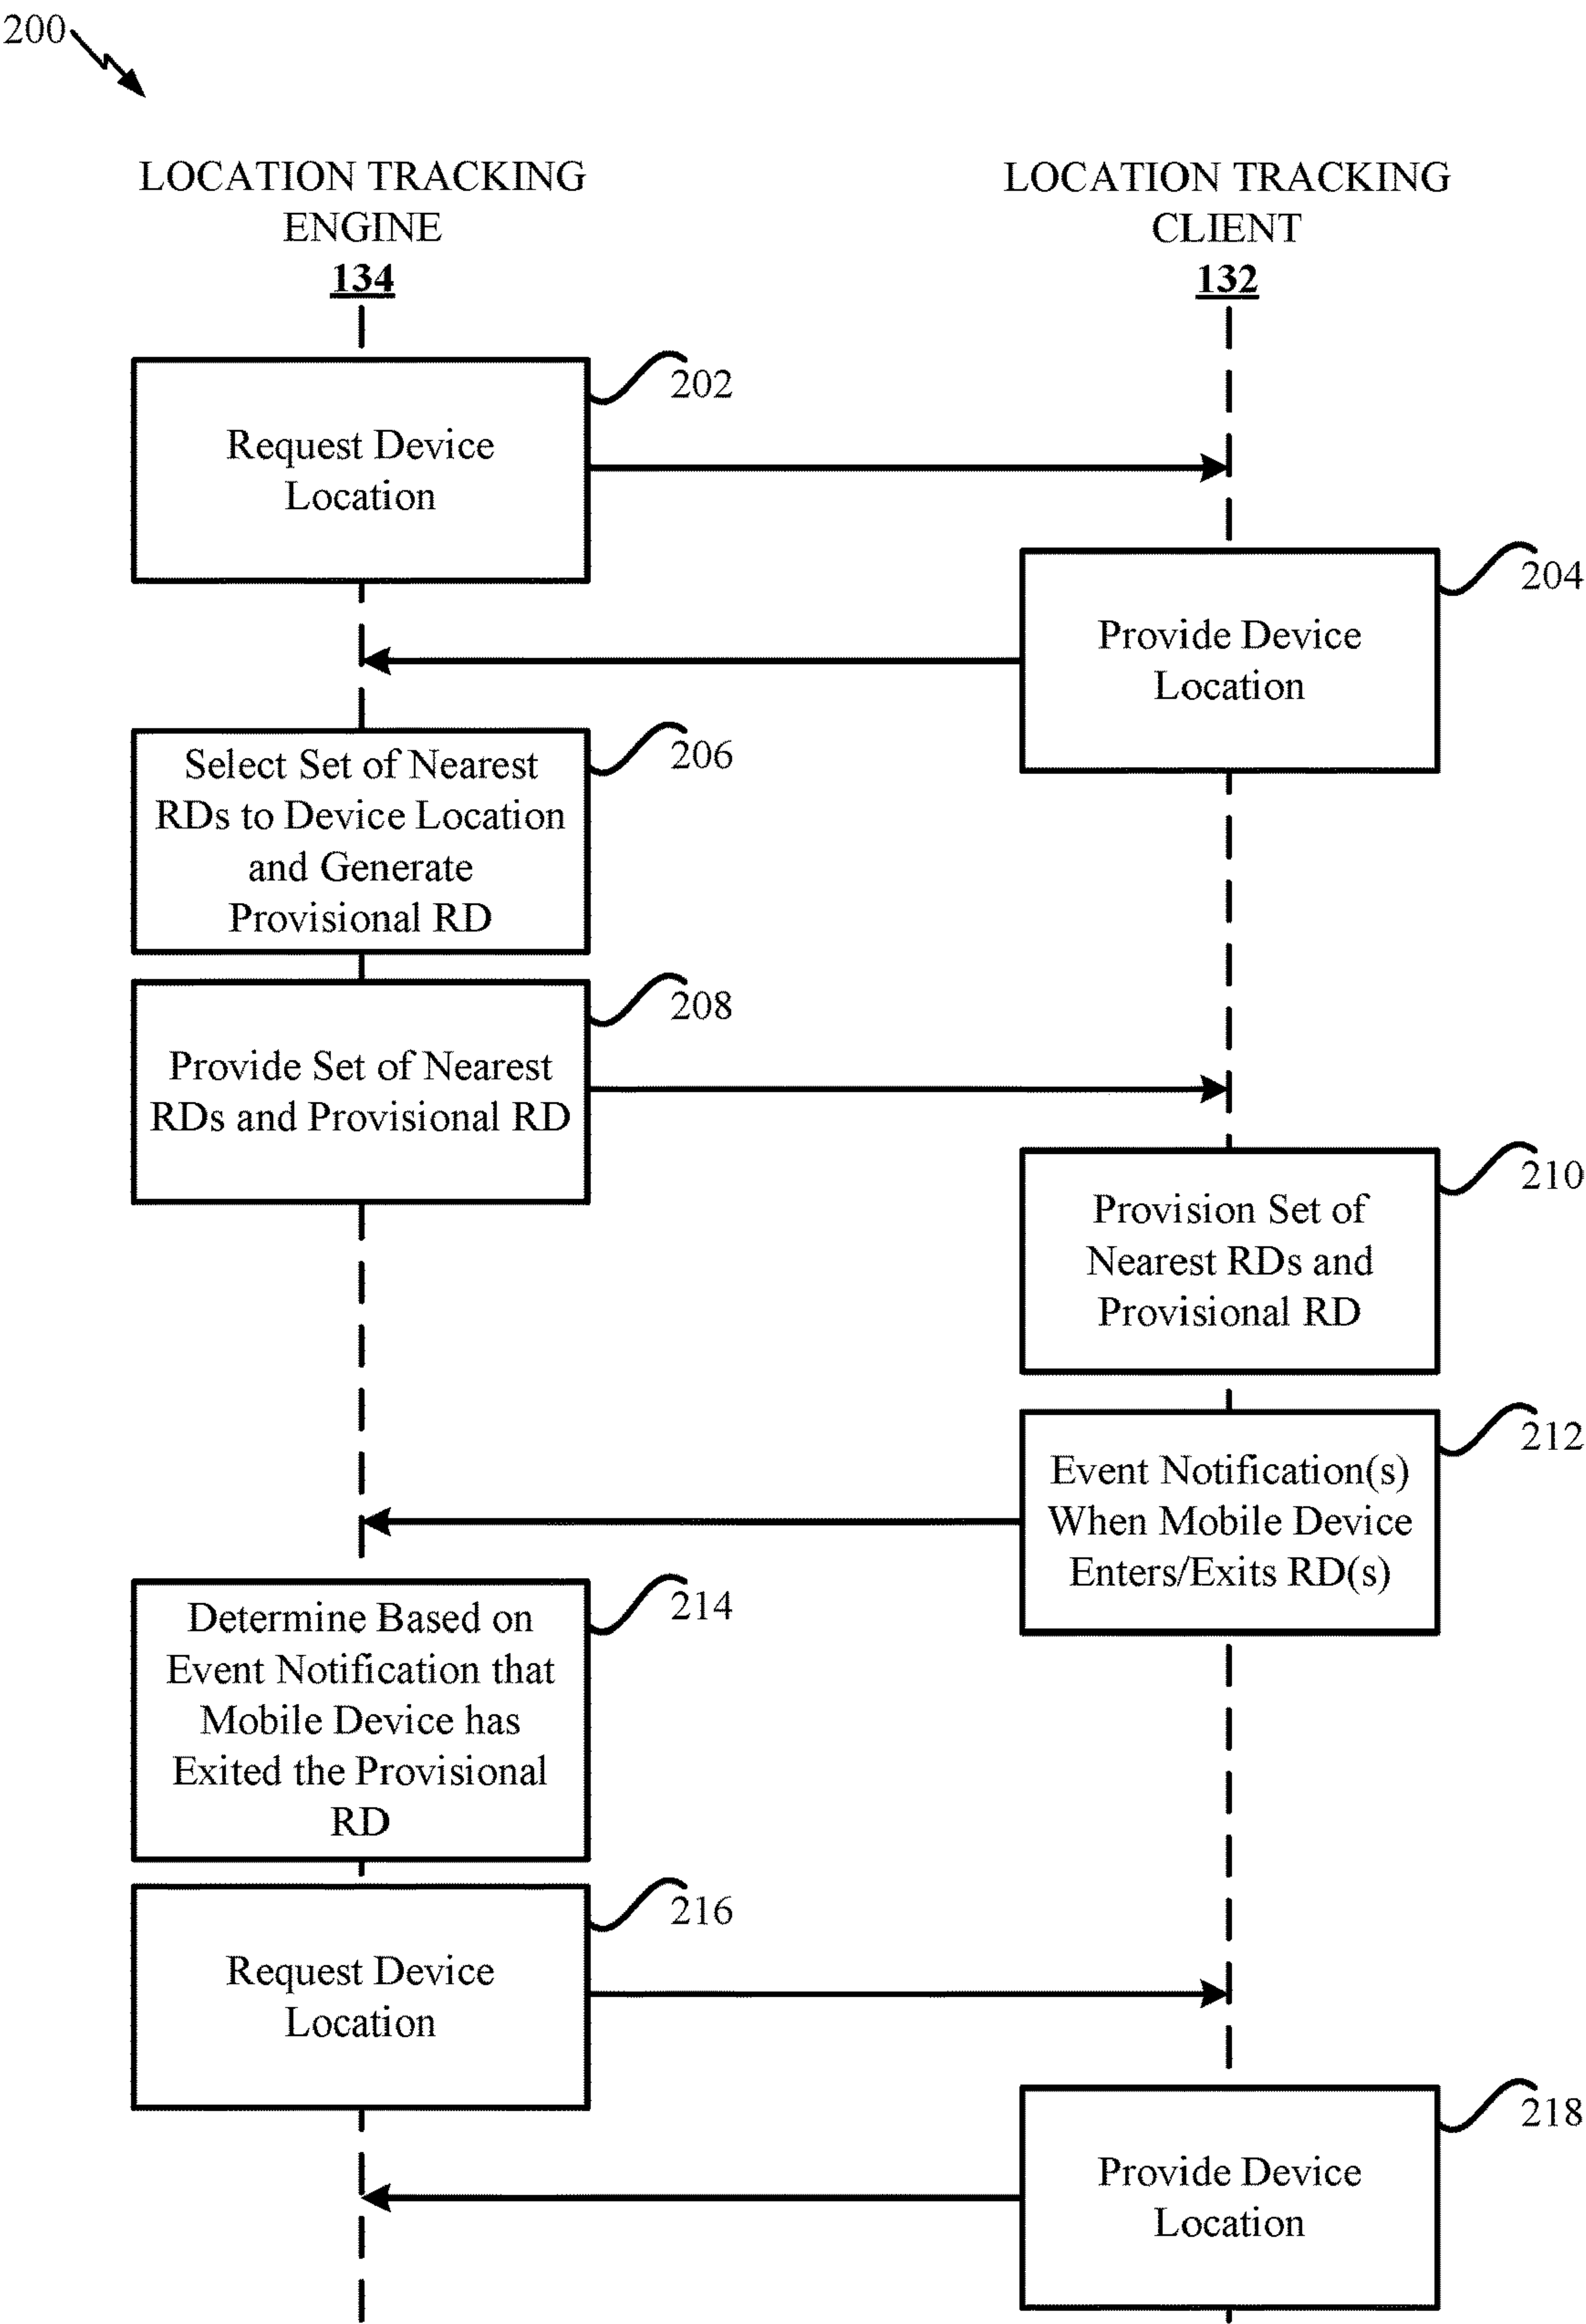 200
LOCATION TRACKING
ENGINE
134
LOCATION TRACKING
CLIENT
132
202
Request Device
Location
204
Provide Device
Location
206
Select Set of Nearest
RDs to Device Location
and Generate
Provisional RD
208
Provide Set of Nearest
RDs and Provisional RD
210
Provision Set of
Nearest RDs and
Provisional RD
212
Event Notification(s)
When Mobile Device
Enters/Exits RD(s)
214
Determine Based on
Event Notification that
Mobile Device has
Exited the Provisional
RD
216
Request Device
Location
218
Provide Device
Location